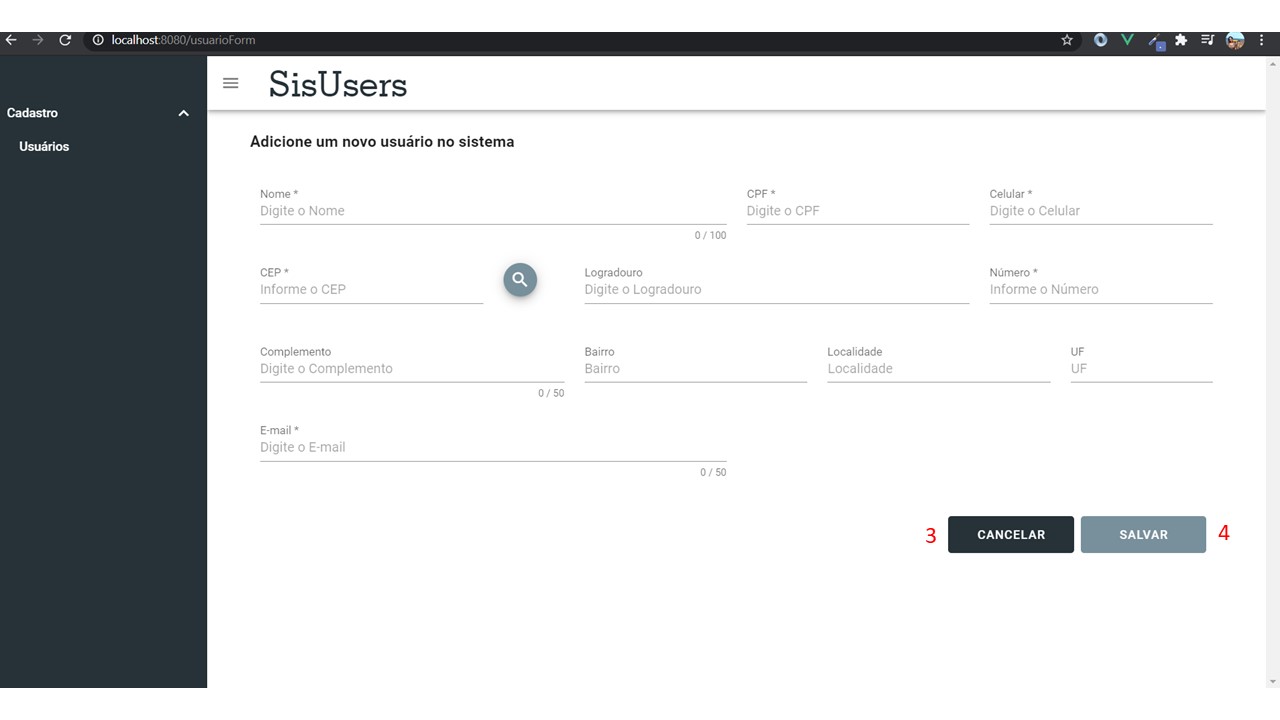 localhost:8080/usuarioForm
SisUsers
Cadastro
Usuários
Adicione um novo usuário no sistema
Nome * CPF * Celular *
Digite o Nome Digite o CPF Digite o Celular
0 / 100
CEP * Logradouro Número *
Informe o CEP Digite o Logradouro Informe o Número
Complemento Bairro Localidade UF
Digite o Complemento Bairro Localidade UF
0 / 50
E-mail *
Digite o E-mail
0 / 50
3 CANCELAR SALVAR 4